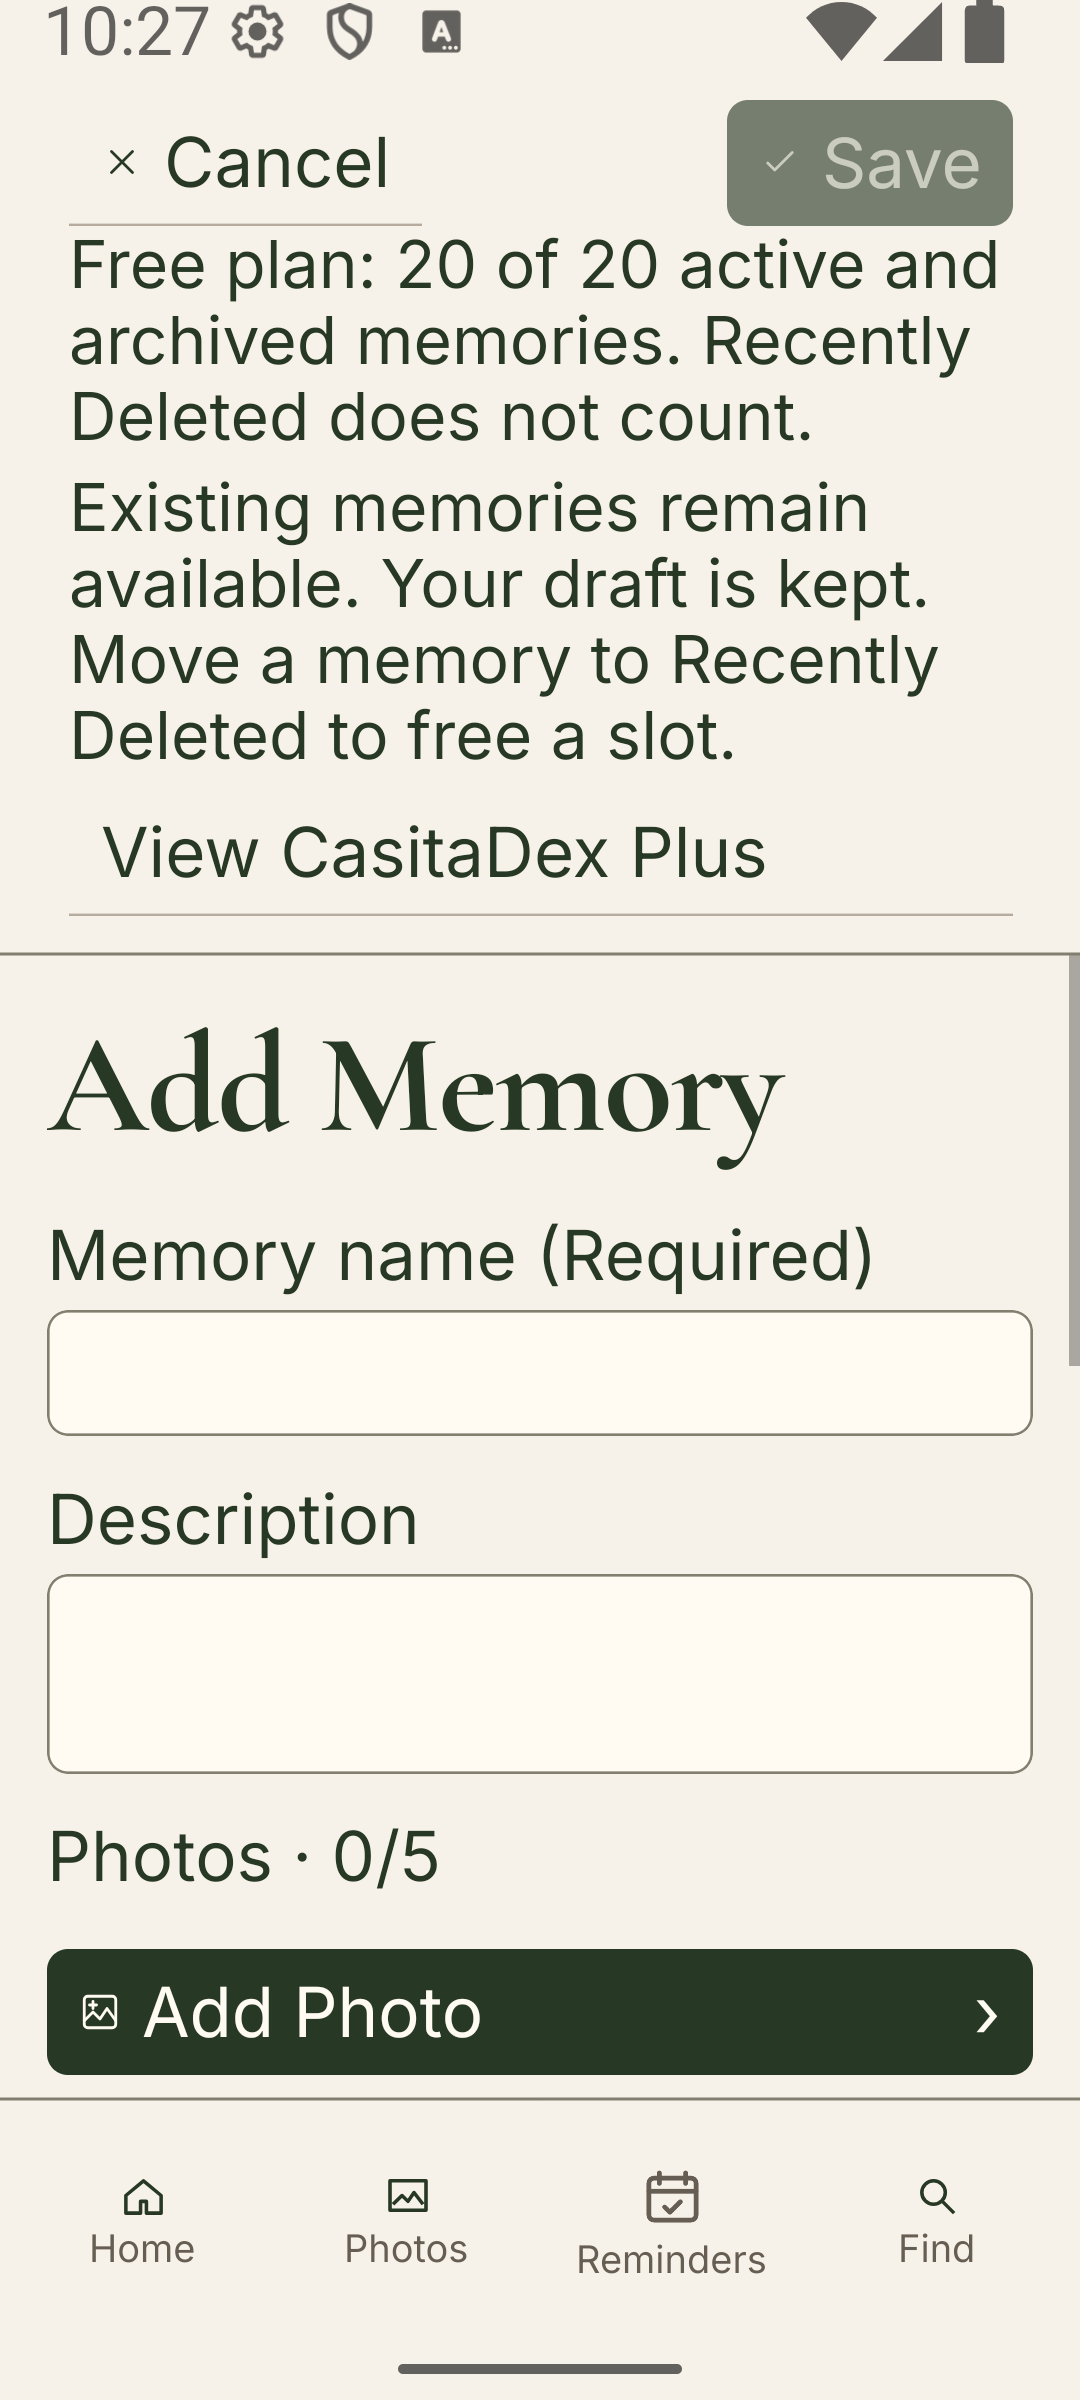 10:27
Cancel
Save
Free plan: 20 of 20 active and
archived memories. Recently
Deleted does not count.
Existing memories remain
available. Your draft is kept.
Move a memory to Recently
Deleted to free a slot.
View CasitaDex Plus
Add Memory
Memory name (Required)
Description
Photos · 0/5
Add Photo
Home
Photos
Reminders
Find